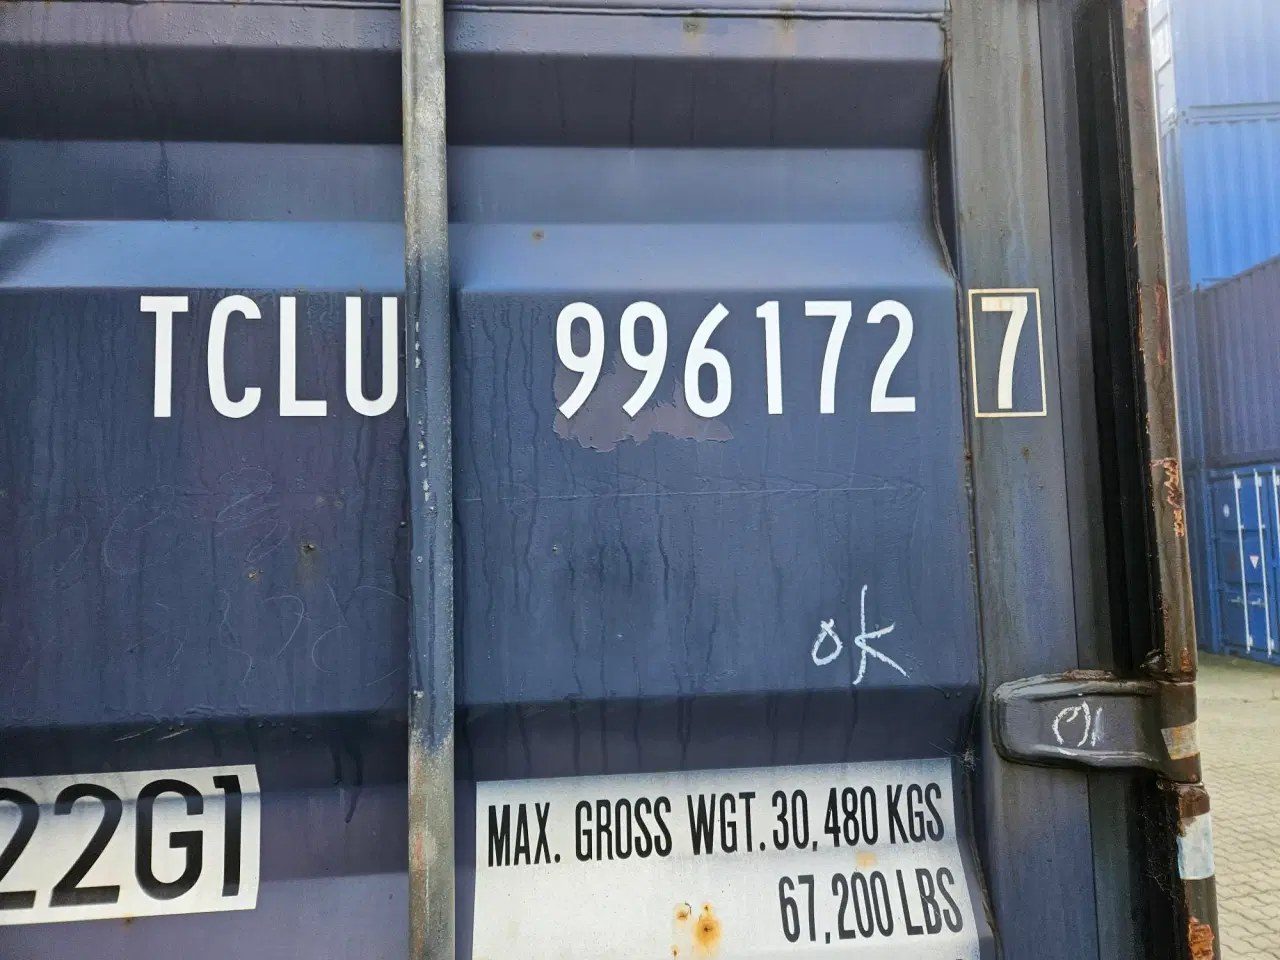 TCLU 996172 7
ok
22G1
MAX. GROSS WGT. 30,480 KGS
67,200 LBS